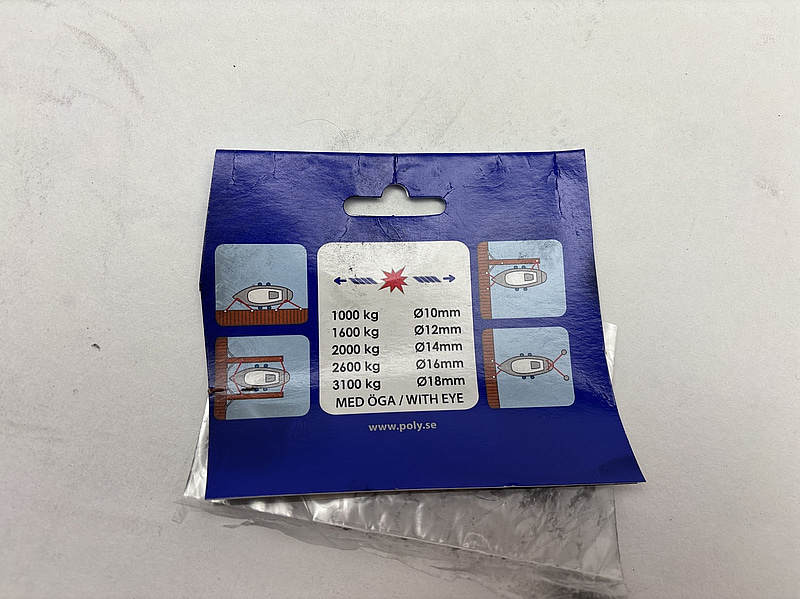 1000 kg Ø10mm
1600 kg Ø12mm
2000 kg Ø14mm
2600 kg Ø16mm
3100 kg Ø18mm
MED ÖGA / WITH EYE
www.poly.se